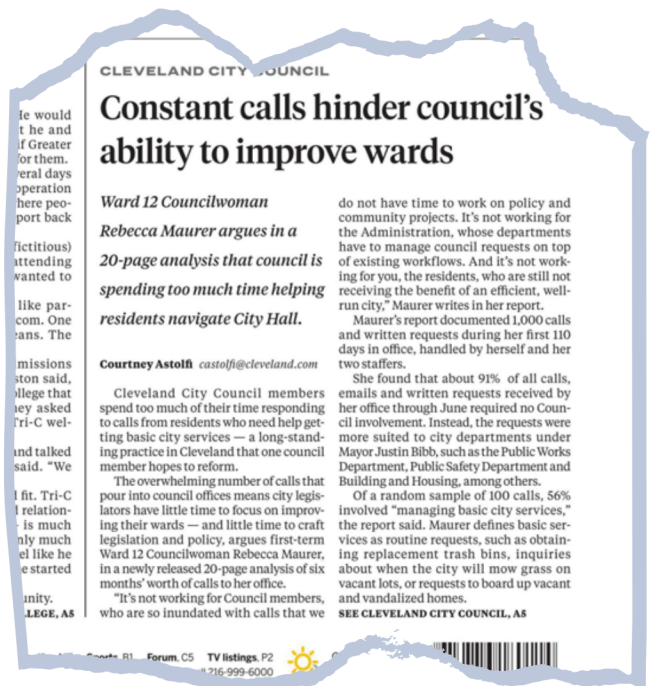 He would
t he and
if Greater
for them.
veral days
operation
here peo-
port back
fictitious)
attending
wanted to
like par-
com. One
eans. The
missions
ston said,
ollege that
ey asked
Tri-C wel-
and talked
said. “We
fit. Tri-C
relation-
is much
nly much
el like he
e started
unity.
LEGE, A5
CLEVELAND CITY COUNCIL
Constant calls hinder council’s
ability to improve wards
Ward 12 Councilwoman
Rebecca Maurer argues in a
20-page analysis that council is
spending too much time helping
residents navigate City Hall.
Courtney Astolfi castolfi@cleveland.com
Cleveland City Council members
spend too much of their time responding
to calls from residents who need help get-
ting basic city services — a long-stand-
ing practice in Cleveland that one council
member hopes to reform.
The overwhelming number of calls that
pour into council offices means city legis-
lators have little time to focus on improv-
ing their wards — and little time to craft
legislation and policy, argues first-term
Ward 12 Councilwoman Rebecca Maurer,
in a newly released 20-page analysis of six
months’ worth of calls to her office.
“It’s not working for Council members,
who are so inundated with calls that we
do not have time to work on policy and
community projects. It’s not working for
the Administration, whose departments
have to manage council requests on top
of existing workflows. And it’s not work-
ing for you, the residents, who are still not
receiving the benefit of an efficient, well-
run city,” Maurer writes in her report.
Maurer’s report documented 1,000 calls
and written requests during her first 110
days in office, handled by herself and her
two staffers.
She found that about 91% of all calls,
emails and written requests received by
her office through June required no Coun-
cil involvement. Instead, the requests were
more suited to city departments under
Mayor Justin Bibb, such as the Public Works
Department, Public Safety Department and
Building and Housing, among others.
Of a random sample of 100 calls, 56%
involved “managing basic city services,”
the report said. Maurer defines basic ser-
vices as routine requests, such as obtain-
ing replacement trash bins, inquiries
about when the city will mow grass on
vacant lots, or requests to board up vacant
and vandalized homes.
SEE CLEVELAND CITY COUNCIL, A5
Sports, B1 Forum, C5 TV listings, P2
216-999-6000